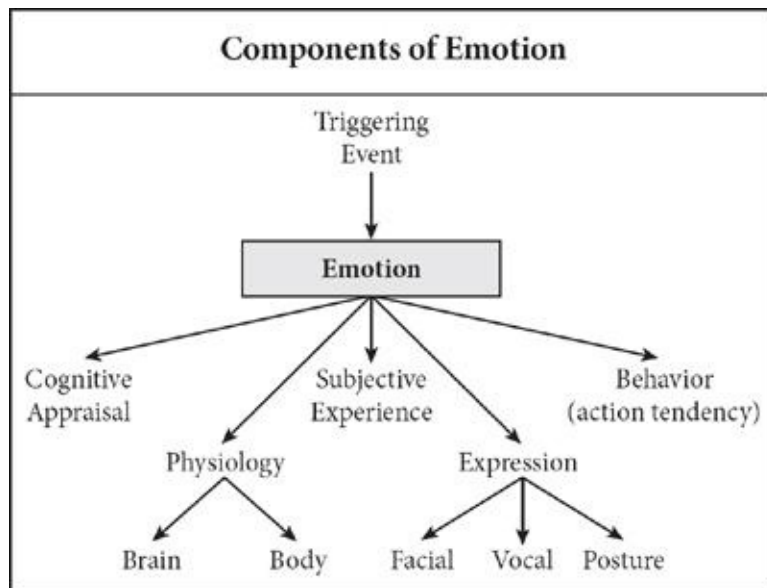 Components of Emotion
Triggering
Event
Emotion
Cognitive
Appraisal
Subjective
Experience
Behavior
(action tendency)
Physiology
Expression
Brain
Body
Facial
Vocal
Posture